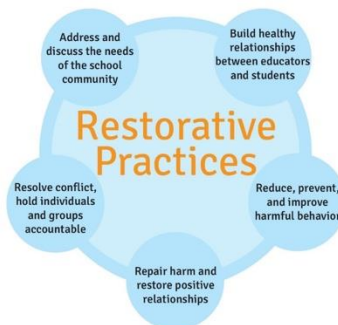 Address and
discuss the needs
of the school
community
Build healthy
relationships
between educators
and students
Restorative
Practices
Resolve conflict,
hold individuals
and groups
accountable
Reduce, prevent,
and improve
harmful behavior
Repair harm and
restore positive
relationships